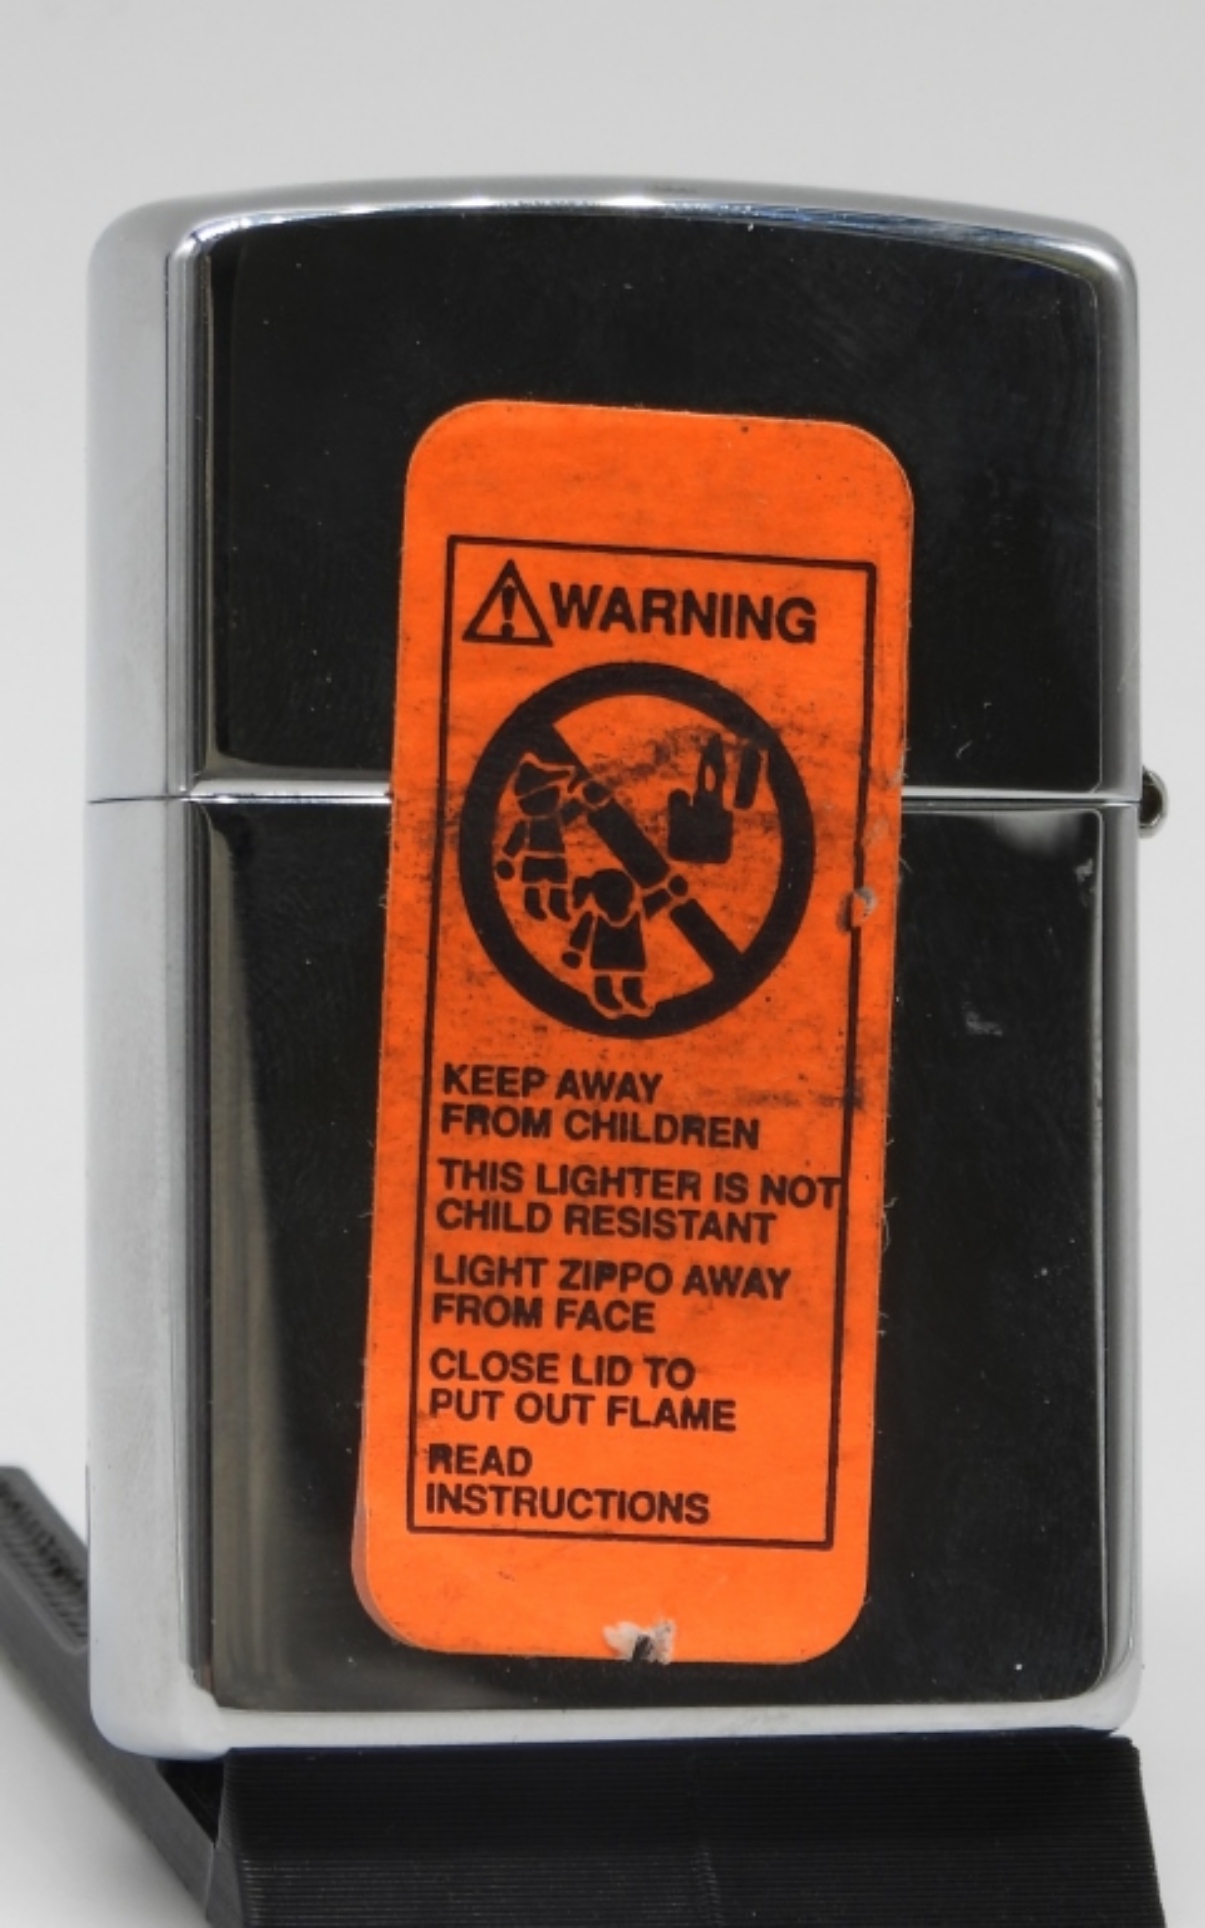 WARNING
KEEP AWAY
FROM CHILDREN
THIS LIGHTER IS NOT
CHILD RESISTANT
LIGHT ZIPPO AWAY
FROM FACE
CLOSE LID TO
PUT OUT FLAME
READ
INSTRUCTIONS